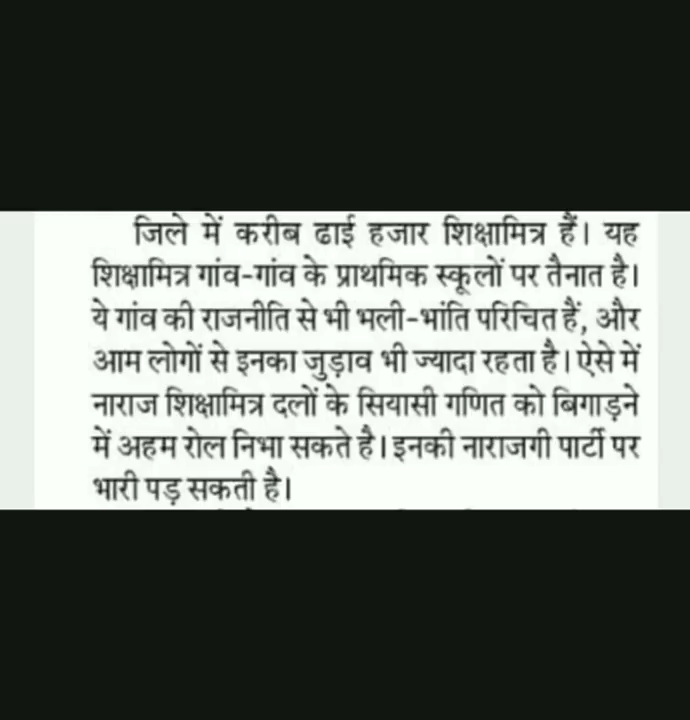 जिले में करीब ढाई हजार शिक्षामित्र हैं। यह
शिक्षामित्र गांव-गांव के प्राथमिक स्कूलों पर तैनात है।
ये गांव की राजनीति से भी भली-भांति परिचित हैं, और
आम लोगों से इनका जुड़ाव भी ज्यादा रहता है। ऐसे में
नाराज शिक्षामित्र दलों के सियासी गणित को बिगाड़ने
में अहम रोल निभा सकते है। इनकी नाराजगी पार्टी पर
भारी पड़ सकती है।